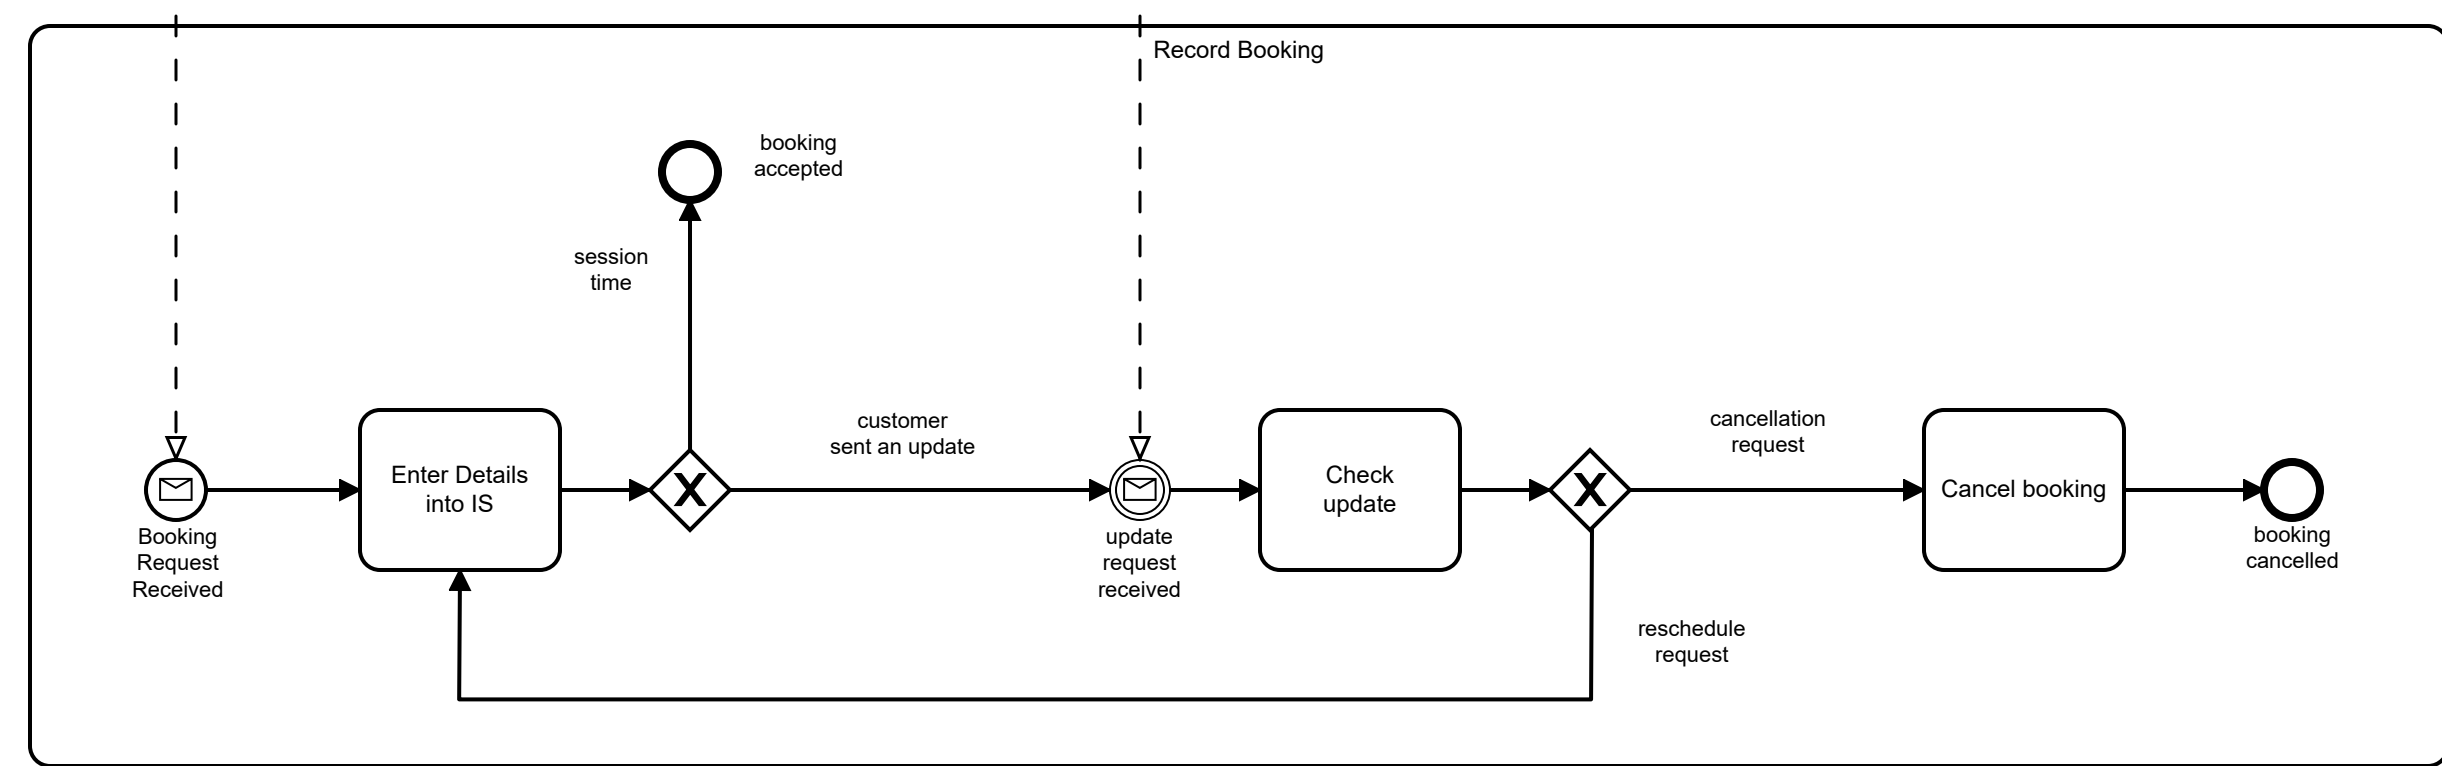 Record Booking
booking
accepted
session
time
customer
sent an update
cancellation
request
Enter Details
into IS
X
Check
update
X
Cancel booking
Booking
Request
Received
update
request
received
booking
cancelled
reschedule
request